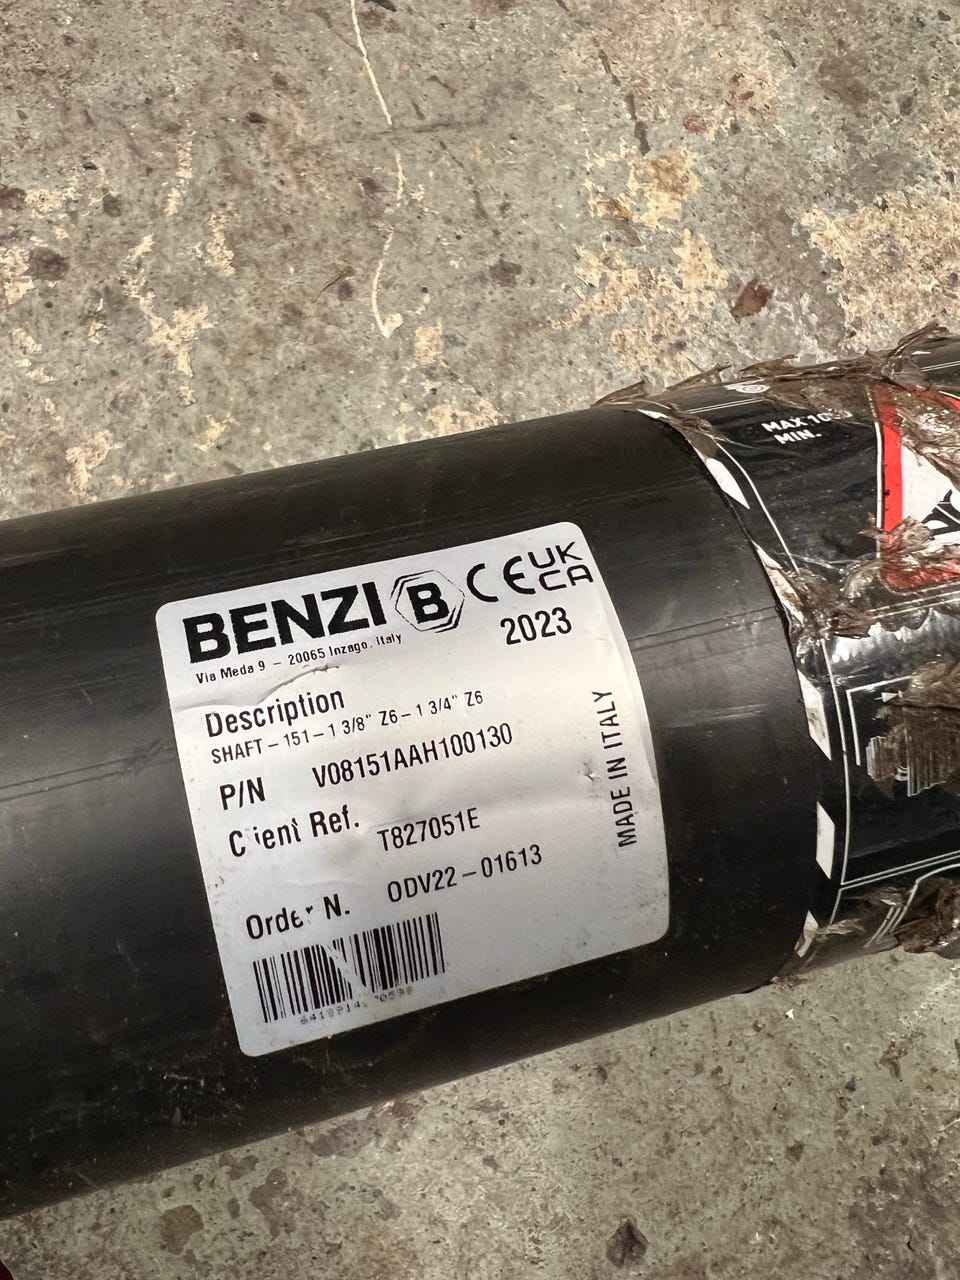 BENZI B CE UK CA
Via Meda 9 – 20065 Inzago. Italy
2023
Description
SHAFT – 151 – 1 3/8" Z6 – 1 3/4" Z6
P/N V08151AAH100130
Client Ref. T827051E
Order N. ODV22 – 01613
MADE IN ITALY
MAX
MIN.